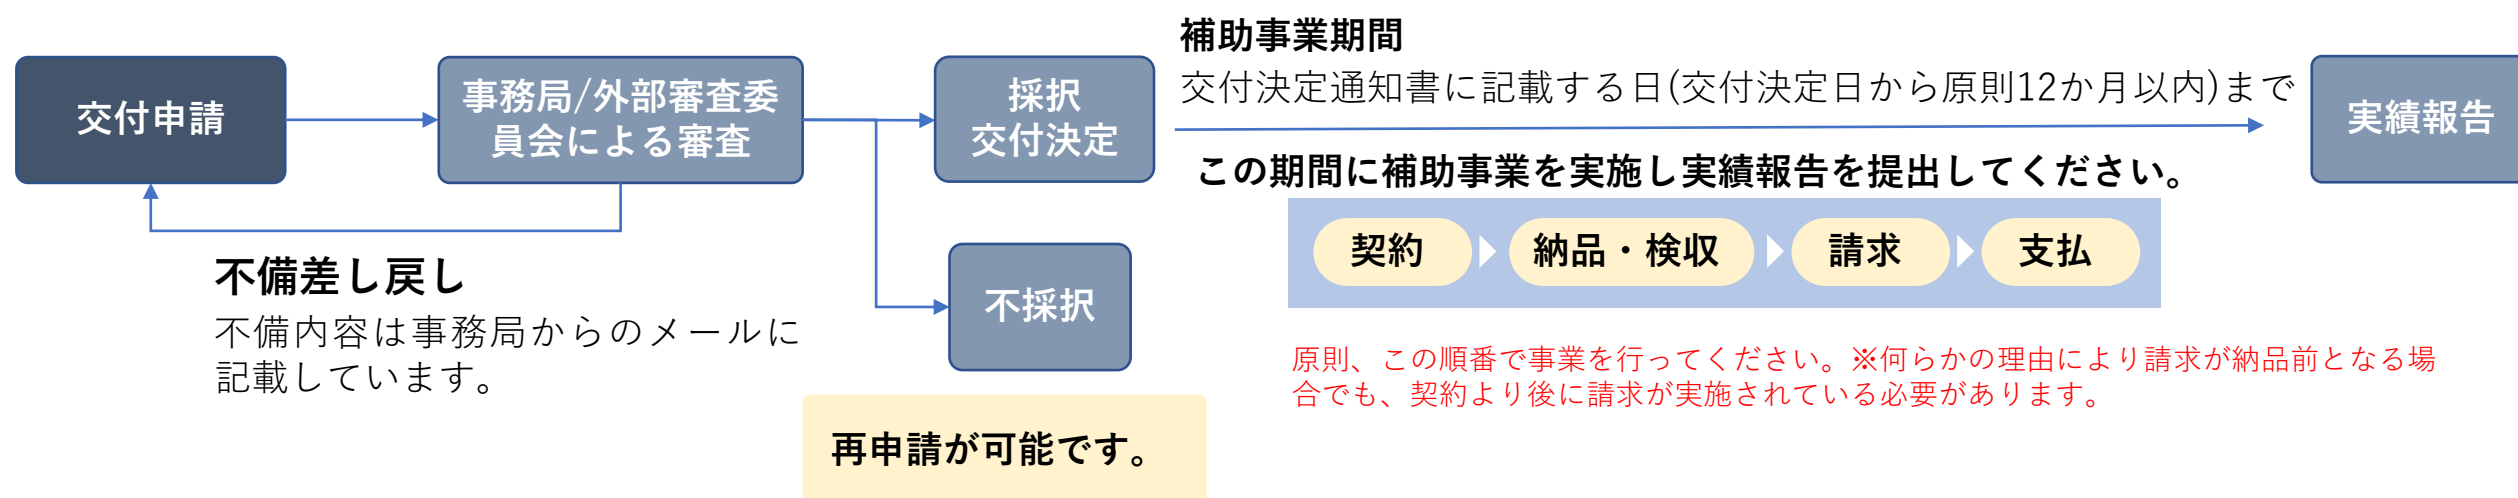 交付申請
事務局/外部審査委
員会による審査
採択
交付決定
補助事業期間
交付決定通知書に記載する日(交付決定日から原則12か月以内)まで
実績報告
この期間に補助事業を実施し実績報告を提出してください。
契約
納品・検収
請求
支払
不備差し戻し
不備内容は事務局からのメールに
記載しています。
不採択
原則、この順番で事業を行ってください。※何らかの理由により請求が納品前となる場
合でも、契約より後に請求が実施されている必要があります。
再申請が可能です。